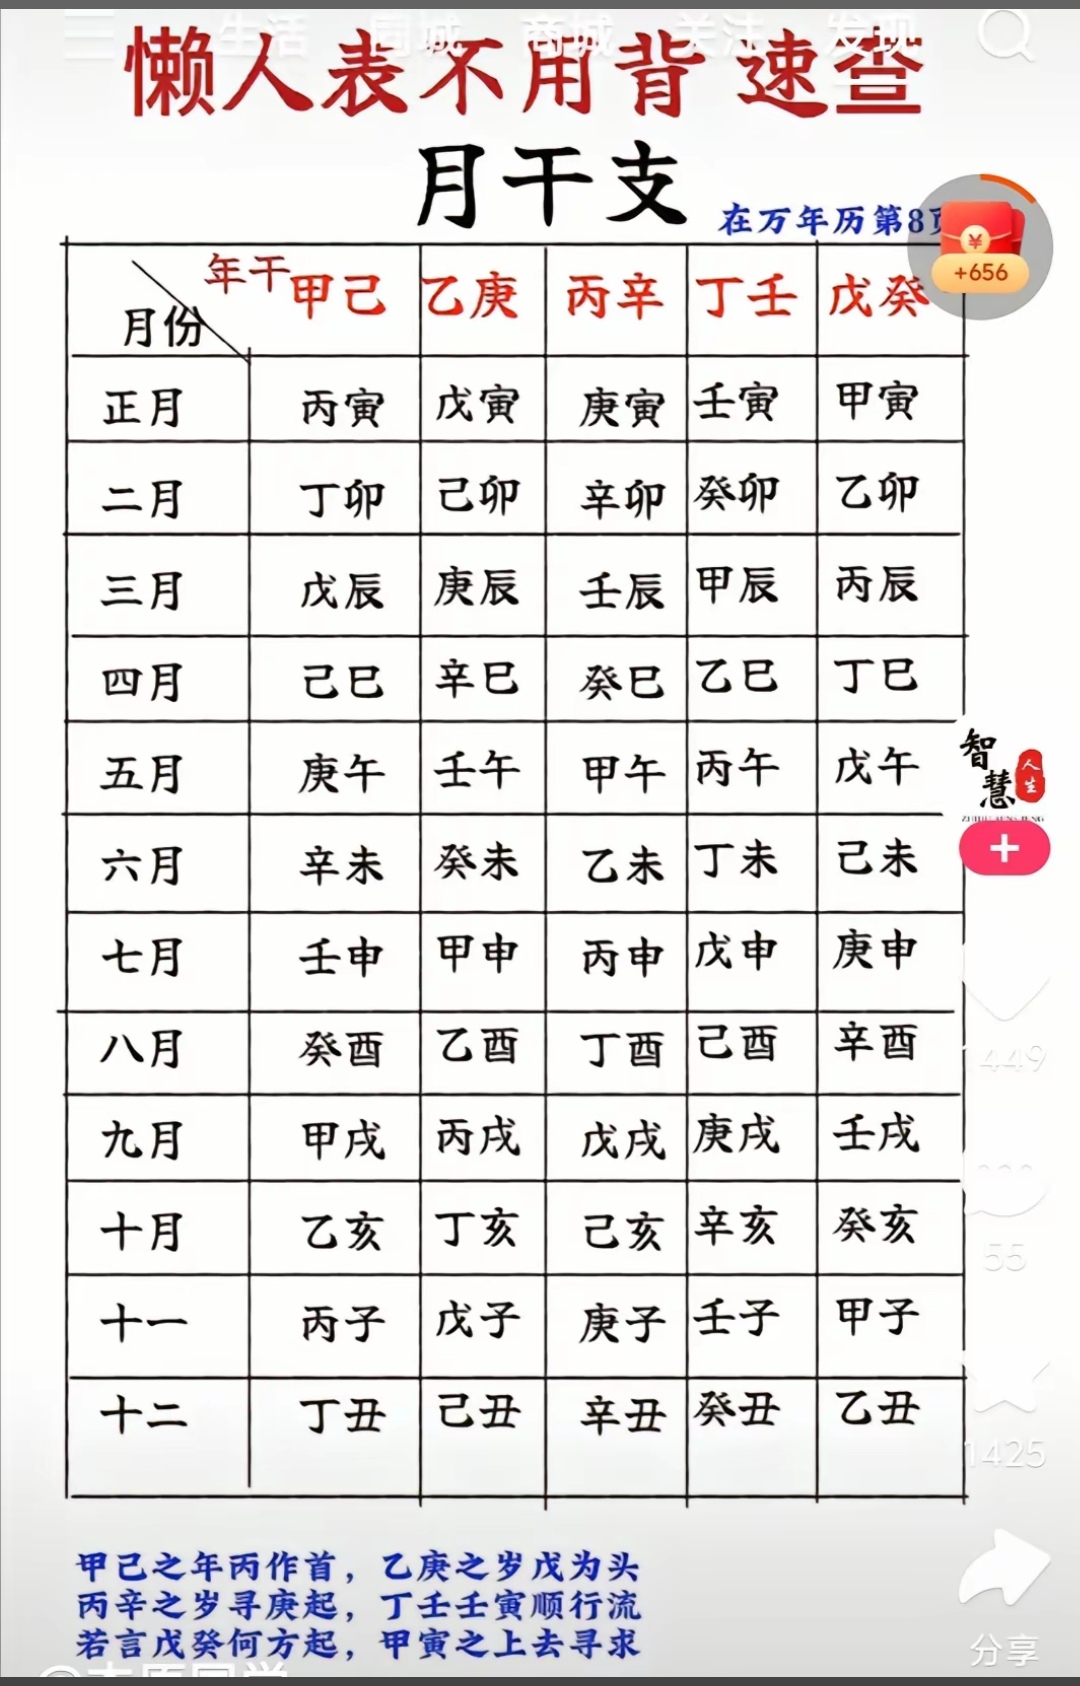 生活 同城 商城 关注 发现
懒人表不用背 速查
月干支
在万年历第8页
+656
年干 月份 甲己 乙庚 丙辛 丁壬 戊癸
正月 丙寅 戊寅 庚寅 壬寅 甲寅
二月 丁卯 己卯 辛卯 癸卯 乙卯
三月 戊辰 庚辰 壬辰 甲辰 丙辰
四月 己巳 辛巳 癸巳 乙巳 丁巳
五月 庚午 壬午 甲午 丙午 戊午
六月 辛未 癸未 乙未 丁未 己未
七月 壬申 甲申 丙申 戊申 庚申
八月 癸酉 乙酉 丁酉 己酉 辛酉
九月 甲戌 丙戌 戊戌 庚戌 壬戌
十月 乙亥 丁亥 己亥 辛亥 癸亥
十一 丙子 戊子 庚子 壬子 甲子
十二 丁丑 己丑 辛丑 癸丑 乙丑
智慧人生
1449
55
1425
分享
甲己之年丙作首，乙庚之岁戊为头
丙辛之岁寻庚起，丁壬壬寅顺行流
若言戊癸何方起，甲寅之上去寻求